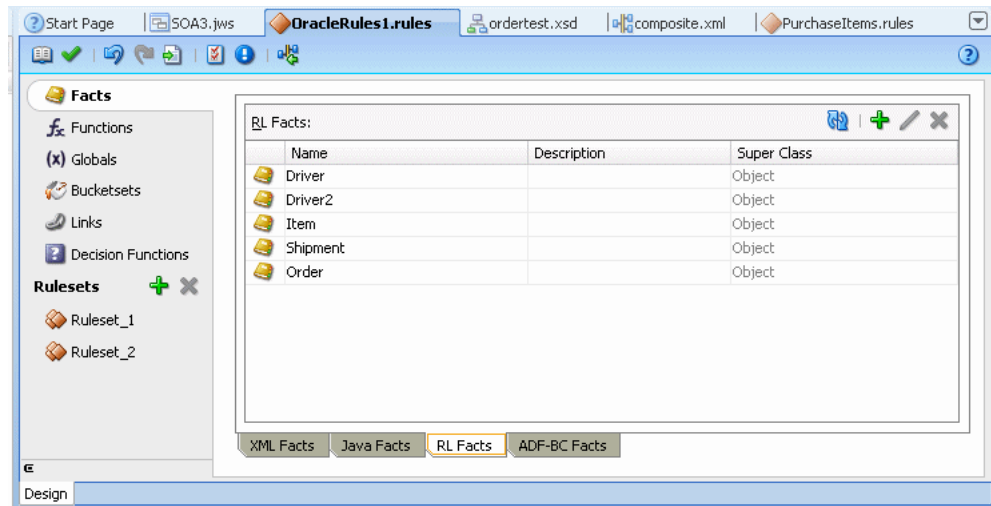 Start Page SOA3.jws OracleRules1.rules ordertest.xsd composite.xml PurchaseItems.rules
Facts
Functions
Globals
Bucketsets
Links
Decision Functions
Rulesets
Ruleset_1
Ruleset_2
RL Facts:
Name Description Super Class
Driver Object
Driver2 Object
Item Object
Shipment Object
Order Object
XML Facts Java Facts RL Facts ADF-BC Facts
Design